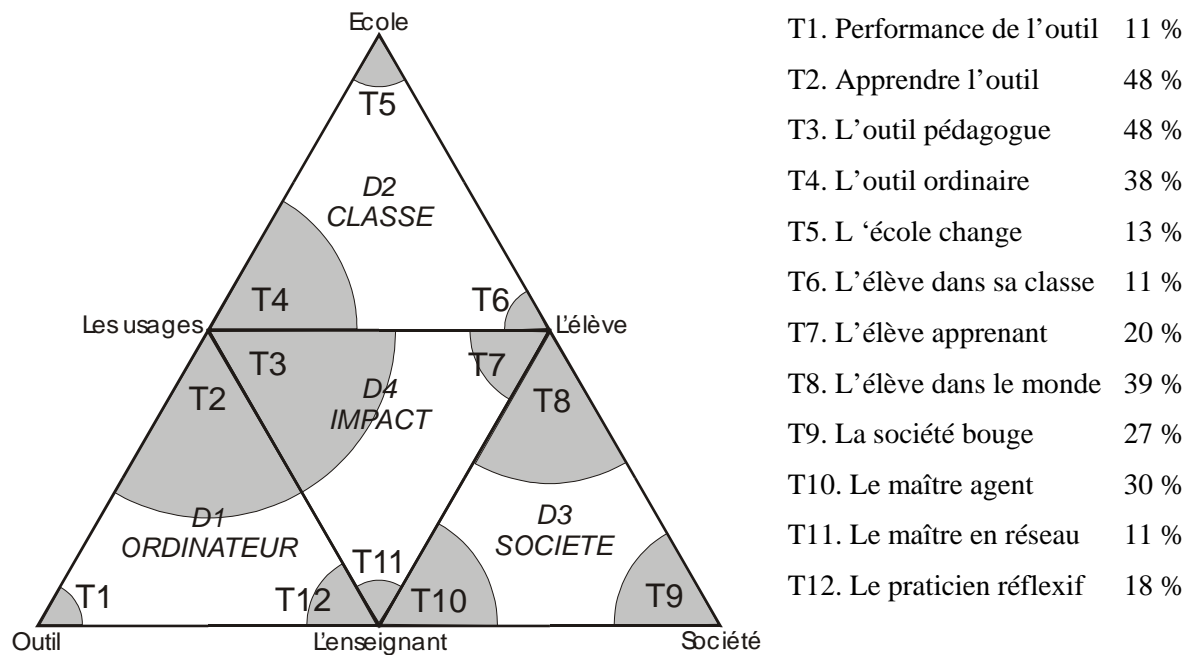 Ecole
T5
D2
CLASSE
T4
T6
Les usages
L'élève
T3
T7
T2
D4
IMPACT
T8
D1
ORDINATEUR
D3
SOCIETE
T11
T1
T12
T10
T9
Outil
L'enseignant
Société
T1. Performance de l’outil 11 %
T2. Apprendre l’outil 48 %
T3. L’outil pédagogue 48 %
T4. L’outil ordinaire 38 %
T5. L ‘école change 13 %
T6. L’élève dans sa classe 11 %
T7. L’élève apprenant 20 %
T8. L’élève dans le monde 39 %
T9. La société bouge 27 %
T10. Le maître agent 30 %
T11. Le maître en réseau 11 %
T12. Le praticien réflexif 18 %